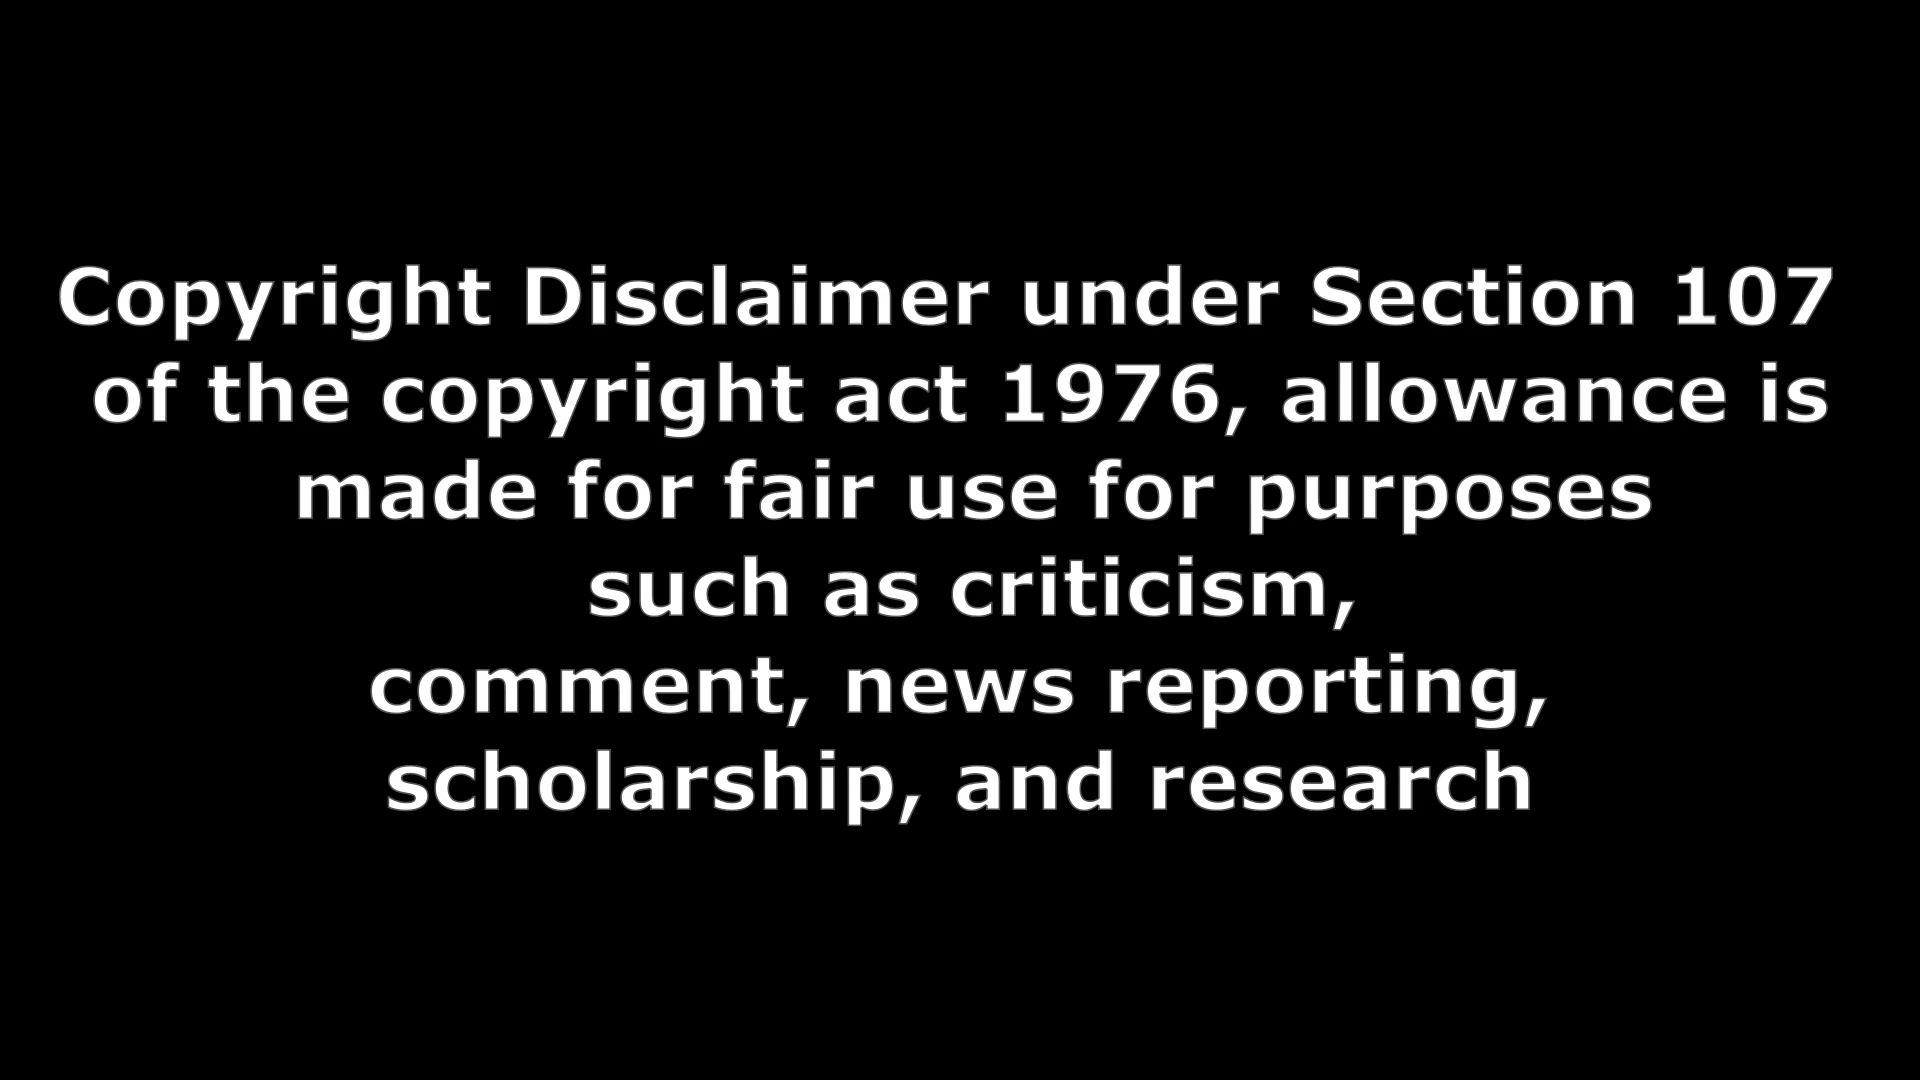 Copyright Disclaimer under Section 107
of the copyright act 1976, allowance is
made for fair use for purposes
such as criticism,
comment, news reporting,
scholarship, and research